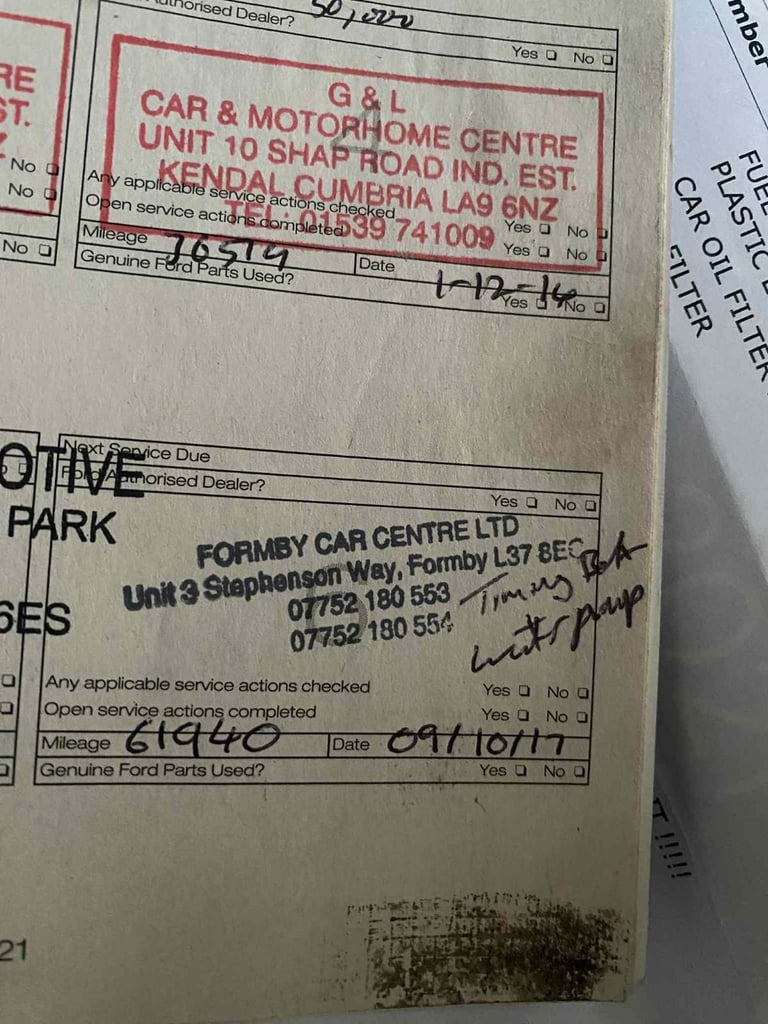 Authorised Dealer? 50,000
Yes No
G & L
CAR & MOTORHOME CENTRE
UNIT 10 SHAP ROAD IND. EST.
KENDAL CUMBRIA LA9 6NZ
TEL: 01539 741009
4
Any applicable service actions checked Yes No
Open service actions completed Yes No
Mileage Date 1-12-14
Genuine Ford Parts Used? Yes No
RE
ST.
No
No
No
Next Service Due
Ford Authorised Dealer? Yes No
OTIVE
PARK
6ES
FORMBY CAR CENTRE LTD
Unit 3 Stephenson Way, Formby L37 8EG
07752 180 553
07752 180 554
Timing Belt
water pump
Any applicable service actions checked Yes No
Open service actions completed Yes No
Mileage 61940 Date 09/10/17
Genuine Ford Parts Used? Yes No
21
mber
FUEL
PLASTIC
CAR OIL FILTER
FILTER
T !!!!!